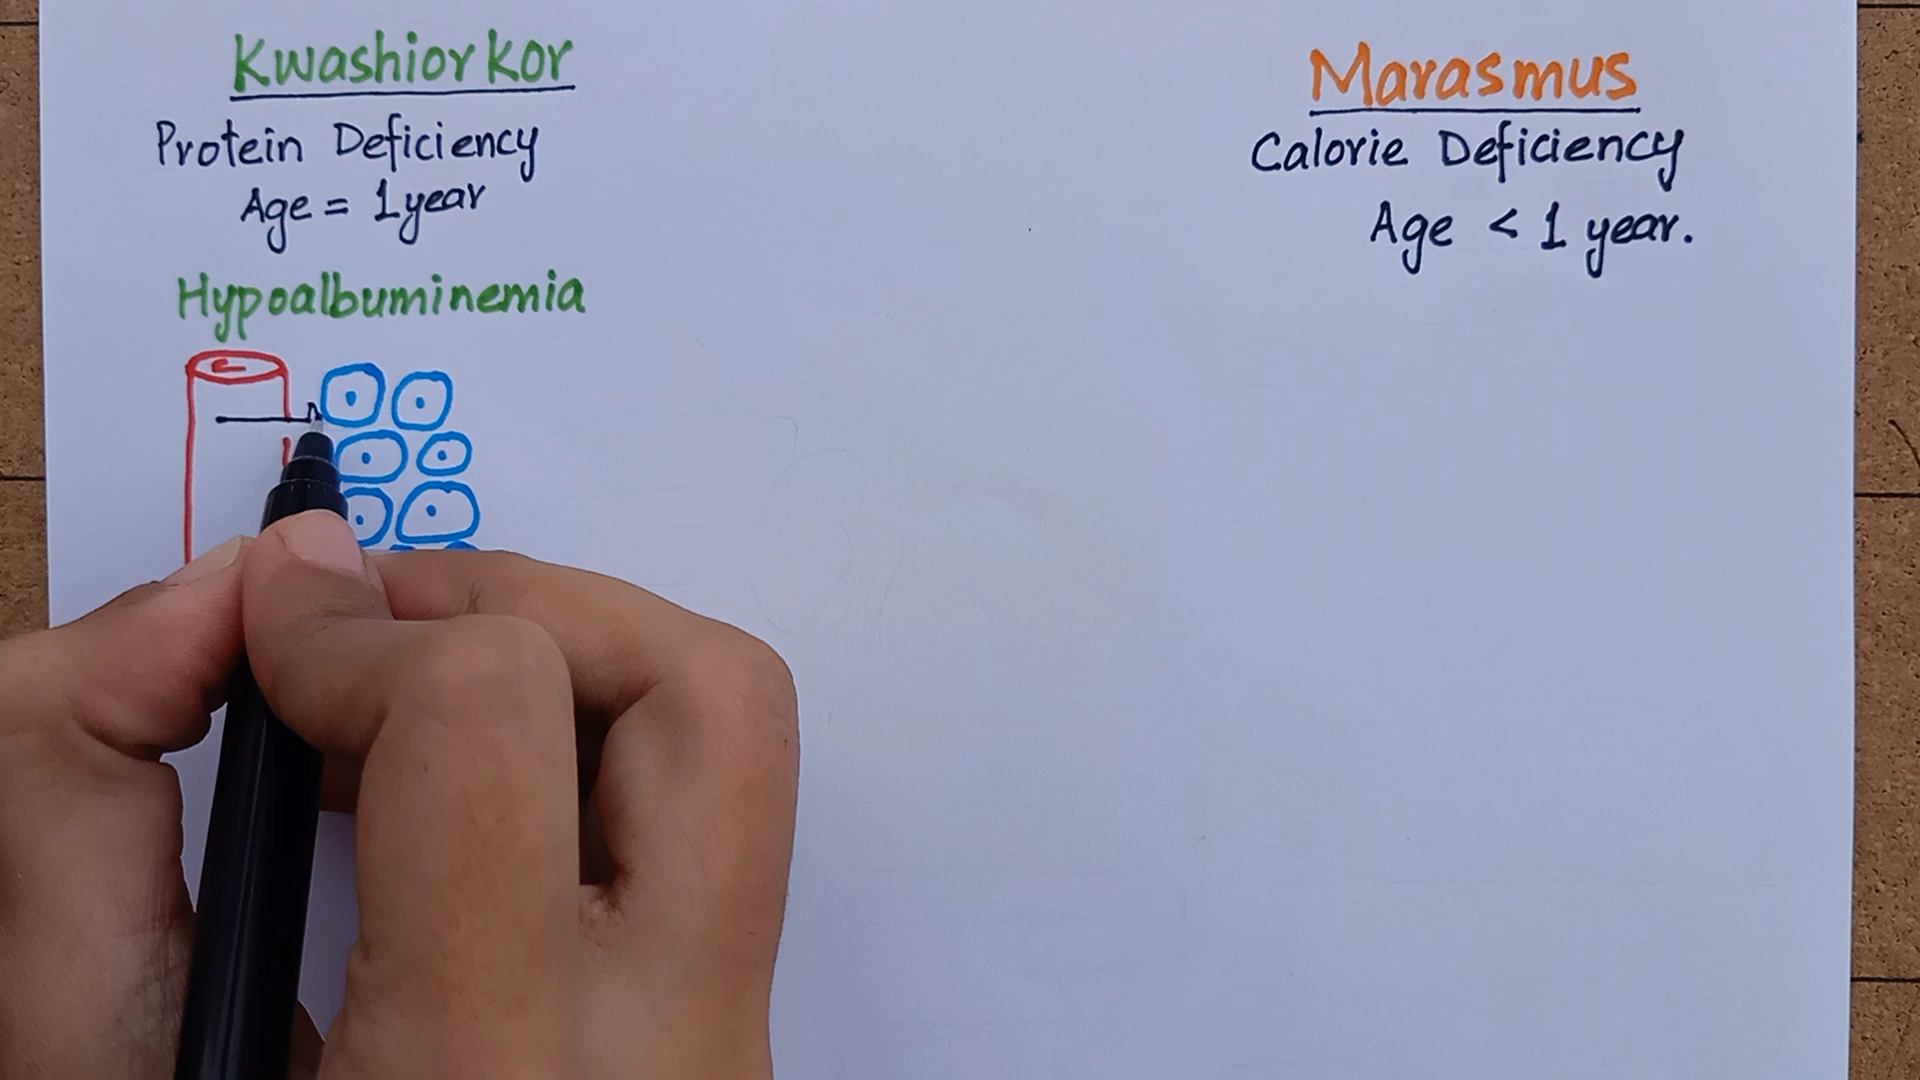 Kwashiorkor
Protein Deficiency
Age = 1 year
Hypoalbuminemia
Marasmus
Calorie Deficiency
Age < 1 year.